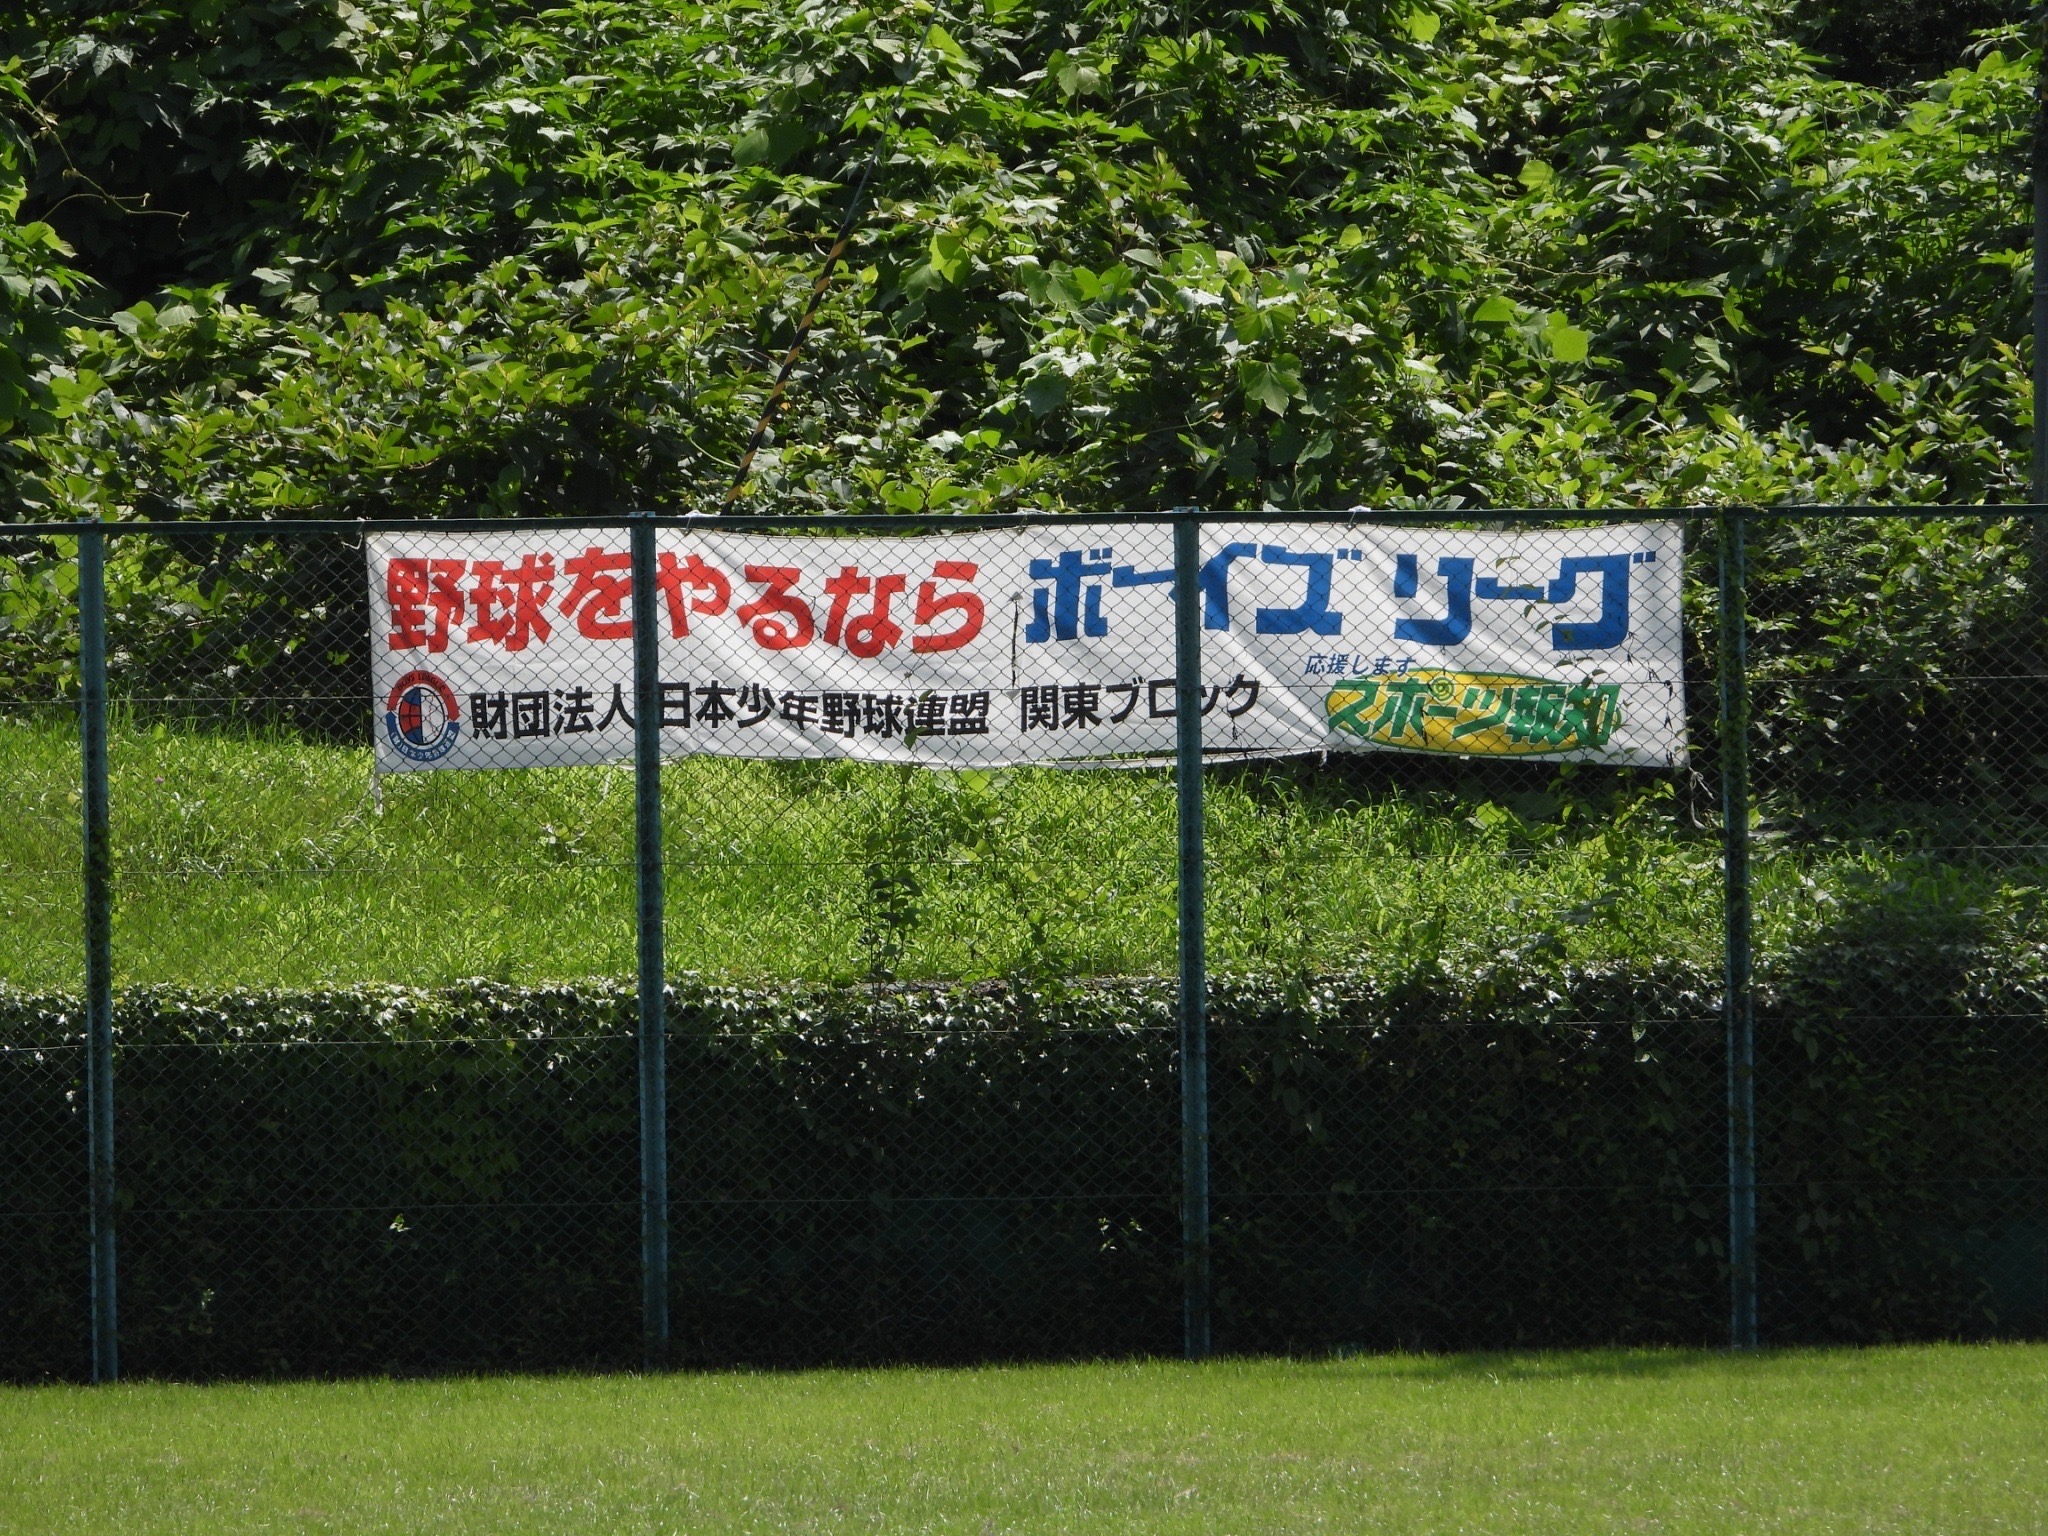 野球をやるなら ボーイズリーグ
BOYS LEAGUE
財団法人 日本少年野球連盟 関東ブロック
応援します
スポーツ報知